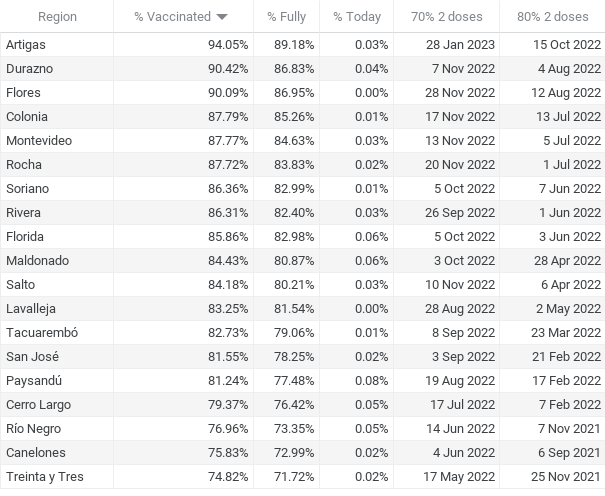 Region % Vaccinated % Fully % Today 70% 2 doses 80% 2 doses
Artigas 94.05% 89.18% 0.03% 28 Jan 2023 15 Oct 2022
Durazno 90.42% 86.83% 0.04% 7 Nov 2022 4 Aug 2022
Flores 90.09% 86.95% 0.00% 28 Nov 2022 12 Aug 2022
Colonia 87.79% 85.26% 0.01% 17 Nov 2022 13 Jul 2022
Montevideo 87.77% 84.63% 0.03% 13 Nov 2022 5 Jul 2022
Rocha 87.72% 83.83% 0.02% 20 Nov 2022 1 Jul 2022
Soriano 86.36% 82.99% 0.01% 5 Oct 2022 7 Jun 2022
Rivera 86.31% 82.40% 0.03% 26 Sep 2022 1 Jun 2022
Florida 85.86% 82.98% 0.06% 5 Oct 2022 3 Jun 2022
Maldonado 84.43% 80.87% 0.06% 3 Oct 2022 28 Apr 2022
Salto 84.18% 80.21% 0.03% 10 Nov 2022 6 Apr 2022
Lavalleja 83.25% 81.54% 0.00% 28 Aug 2022 2 May 2022
Tacuarembó 82.73% 79.06% 0.01% 8 Sep 2022 23 Mar 2022
San José 81.55% 78.25% 0.02% 3 Sep 2022 21 Feb 2022
Paysandú 81.24% 77.48% 0.08% 19 Aug 2022 17 Feb 2022
Cerro Largo 79.37% 76.42% 0.05% 17 Jul 2022 7 Feb 2022
Río Negro 76.96% 73.35% 0.05% 14 Jun 2022 7 Nov 2021
Canelones 75.83% 72.99% 0.02% 4 Jun 2022 6 Sep 2021
Treinta y Tres 74.82% 71.72% 0.02% 17 May 2022 25 Nov 2021